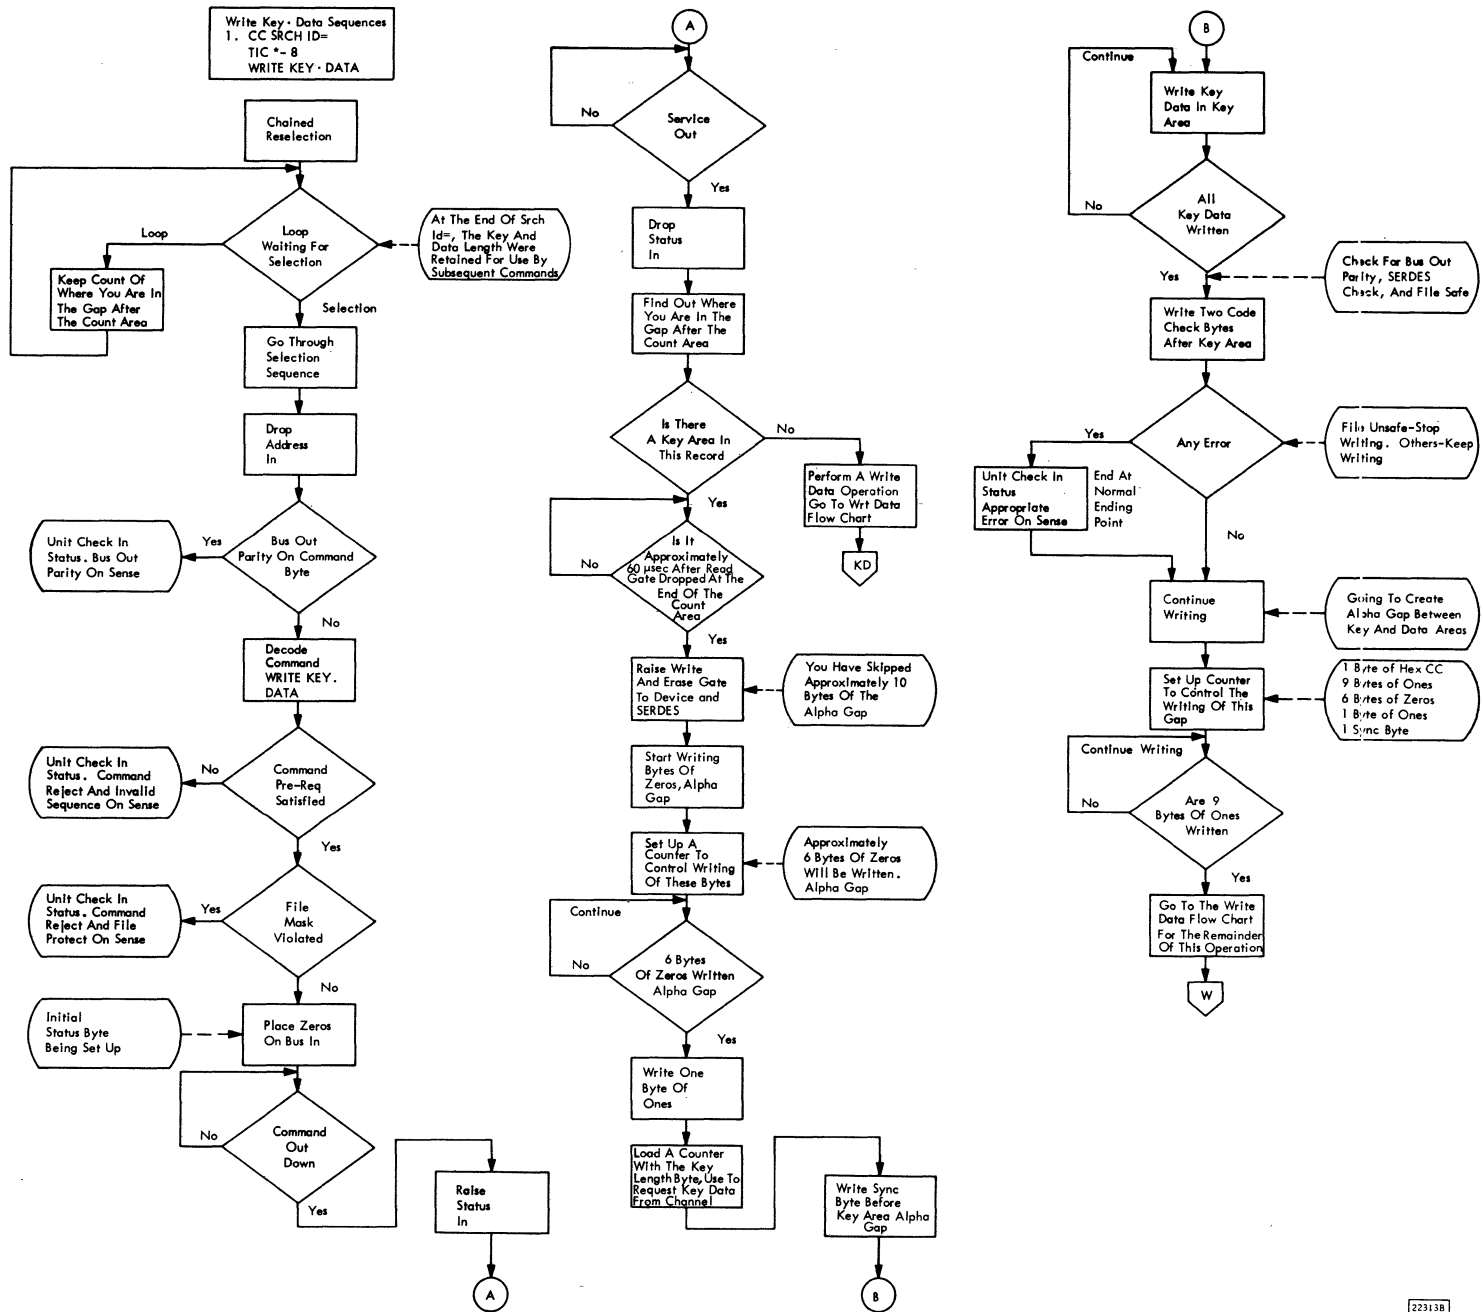 Write Key · Data Sequences
1. CC SRCH ID=
TIC *- 8
WRITE KEY · DATA
Chained
Reselection
Loop
Waiting For
Selection
Loop
At The End Of Srch
Id=, The Key And
Data Length Were
Retained For Use By
Subsequent Commands
Keep Count Of
Where You Are In
The Gap After
The Count Area
Selection
Go Through
Selection
Sequence
Drop
Address
In
Bus Out
Parity On Command
Byte
Yes
Unit Check In
Status. Bus Out
Parity On Sense
No
Decode
Command
WRITE KEY.
DATA
Command
Pre-Req
Satisfied
No
Unit Check In
Status. Command
Reject And Invalid
Sequence On Sense
Yes
File
Mask
Violated
Yes
Unit Check In
Status. Command
Reject And File
Protect On Sense
No
Initial
Status Byte
Being Set Up
Place Zeros
On Bus In
Command
Out
Down
No
Yes
Raise
Status
In
A
A
Service
Out
No
Yes
Drop
Status
In
Find Out Where
You Are In The
Gap After The
Count Area
Is There
A Key Area In
This Record
No
Perform A Write
Data Operation
Go To Wrt Data
Flow Chart
KD
Yes
Is It
Approximately
60 µsec After Read
Gate Dropped At The
End Of The
Count
Area
No
Yes
Raise Write
And Erase Gate
To Device and
SERDES
You Have Skipped
Approximately 10
Bytes Of The
Alpha Gap
Start Writing
Bytes Of
Zeros, Alpha
Gap
Set Up A
Counter To
Control Writing
Of These Bytes
Approximately
6 Bytes Of Zeros
Will Be Written.
Alpha Gap
Continue
6 Bytes
Of Zeros Written
Alpha Gap
No
Yes
Write One
Byte Of
Ones
Load A Counter
With The Key
Length Byte, Use To
Request Key Data
From Channel
Write Sync
Byte Before
Key Area Alpha
Gap
B
B
Continue
Write Key
Data In Key
Area
All
Key Data
Written
No
Yes
Check For Bus Out
Parity, SERDES
Check, And File Safe
Write Two Code
Check Bytes
After Key Area
Any Error
Yes
File Unsafe-Stop
Writing. Others-Keep
Writing
Unit Check In
Status
Appropriate
Error On Sense
End At
Normal
Ending
Point
No
Continue
Writing
Going To Create
Alpha Gap Between
Key And Data Areas
Set Up Counter
To Control The
Writing Of This
Gap
1 Byte of Hex CC
9 Bytes of Ones
6 Bytes of Zeros
1 Byte of Ones
1 Sync Byte
Continue Writing
Are 9
Bytes Of Ones
Written
No
Yes
Go To The Write
Data Flow Chart
For The Remainder
Of This Operation
W
22313B